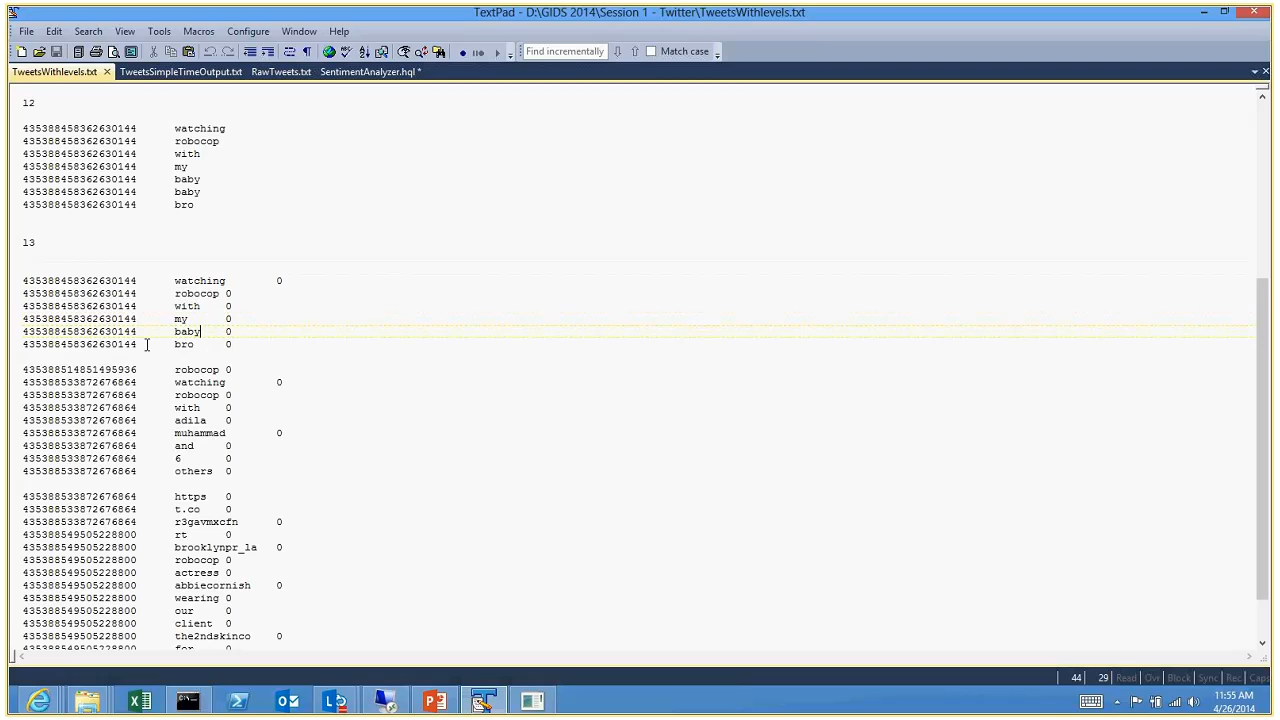 TextPad - D:\GIDS 2014\Session 1 - Twitter\TweetsWithlevels.txt
File Edit Search View Tools Macros Configure Window Help
Find incrementally Match case
TweetsWithlevels.txt TweetsSimpleTimeOutput.txt RawTweets.txt SentimentAnalyzer.hql *
l2
435388458362630144 watching
435388458362630144 robocop
435388458362630144 with
435388458362630144 my
435388458362630144 baby
435388458362630144 baby
435388458362630144 bro
l3
435388458362630144 watching 0
435388458362630144 robocop 0
435388458362630144 with 0
435388458362630144 my 0
435388458362630144 baby 0
435388458362630144 bro 0
435388514851495936 robocop 0
435388533872676864 watching 0
435388533872676864 robocop 0
435388533872676864 with 0
435388533872676864 adila 0
435388533872676864 muhammad 0
435388533872676864 and 0
435388533872676864 6 0
435388533872676864 others 0
435388533872676864 https 0
435388533872676864 t.co 0
435388533872676864 r3gavmxcfn 0
435388549505228800 rt 0
435388549505228800 brooklynpr_la 0
435388549505228800 robocop 0
435388549505228800 actress 0
435388549505228800 abbiecornish 0
435388549505228800 wearing 0
435388549505228800 our 0
435388549505228800 client 0
435388549505228800 the2ndskinco 0
435388549505228800 for 0
44 29 Read Ovr Block Sync Rec Caps
11:55 AM
4/26/2014